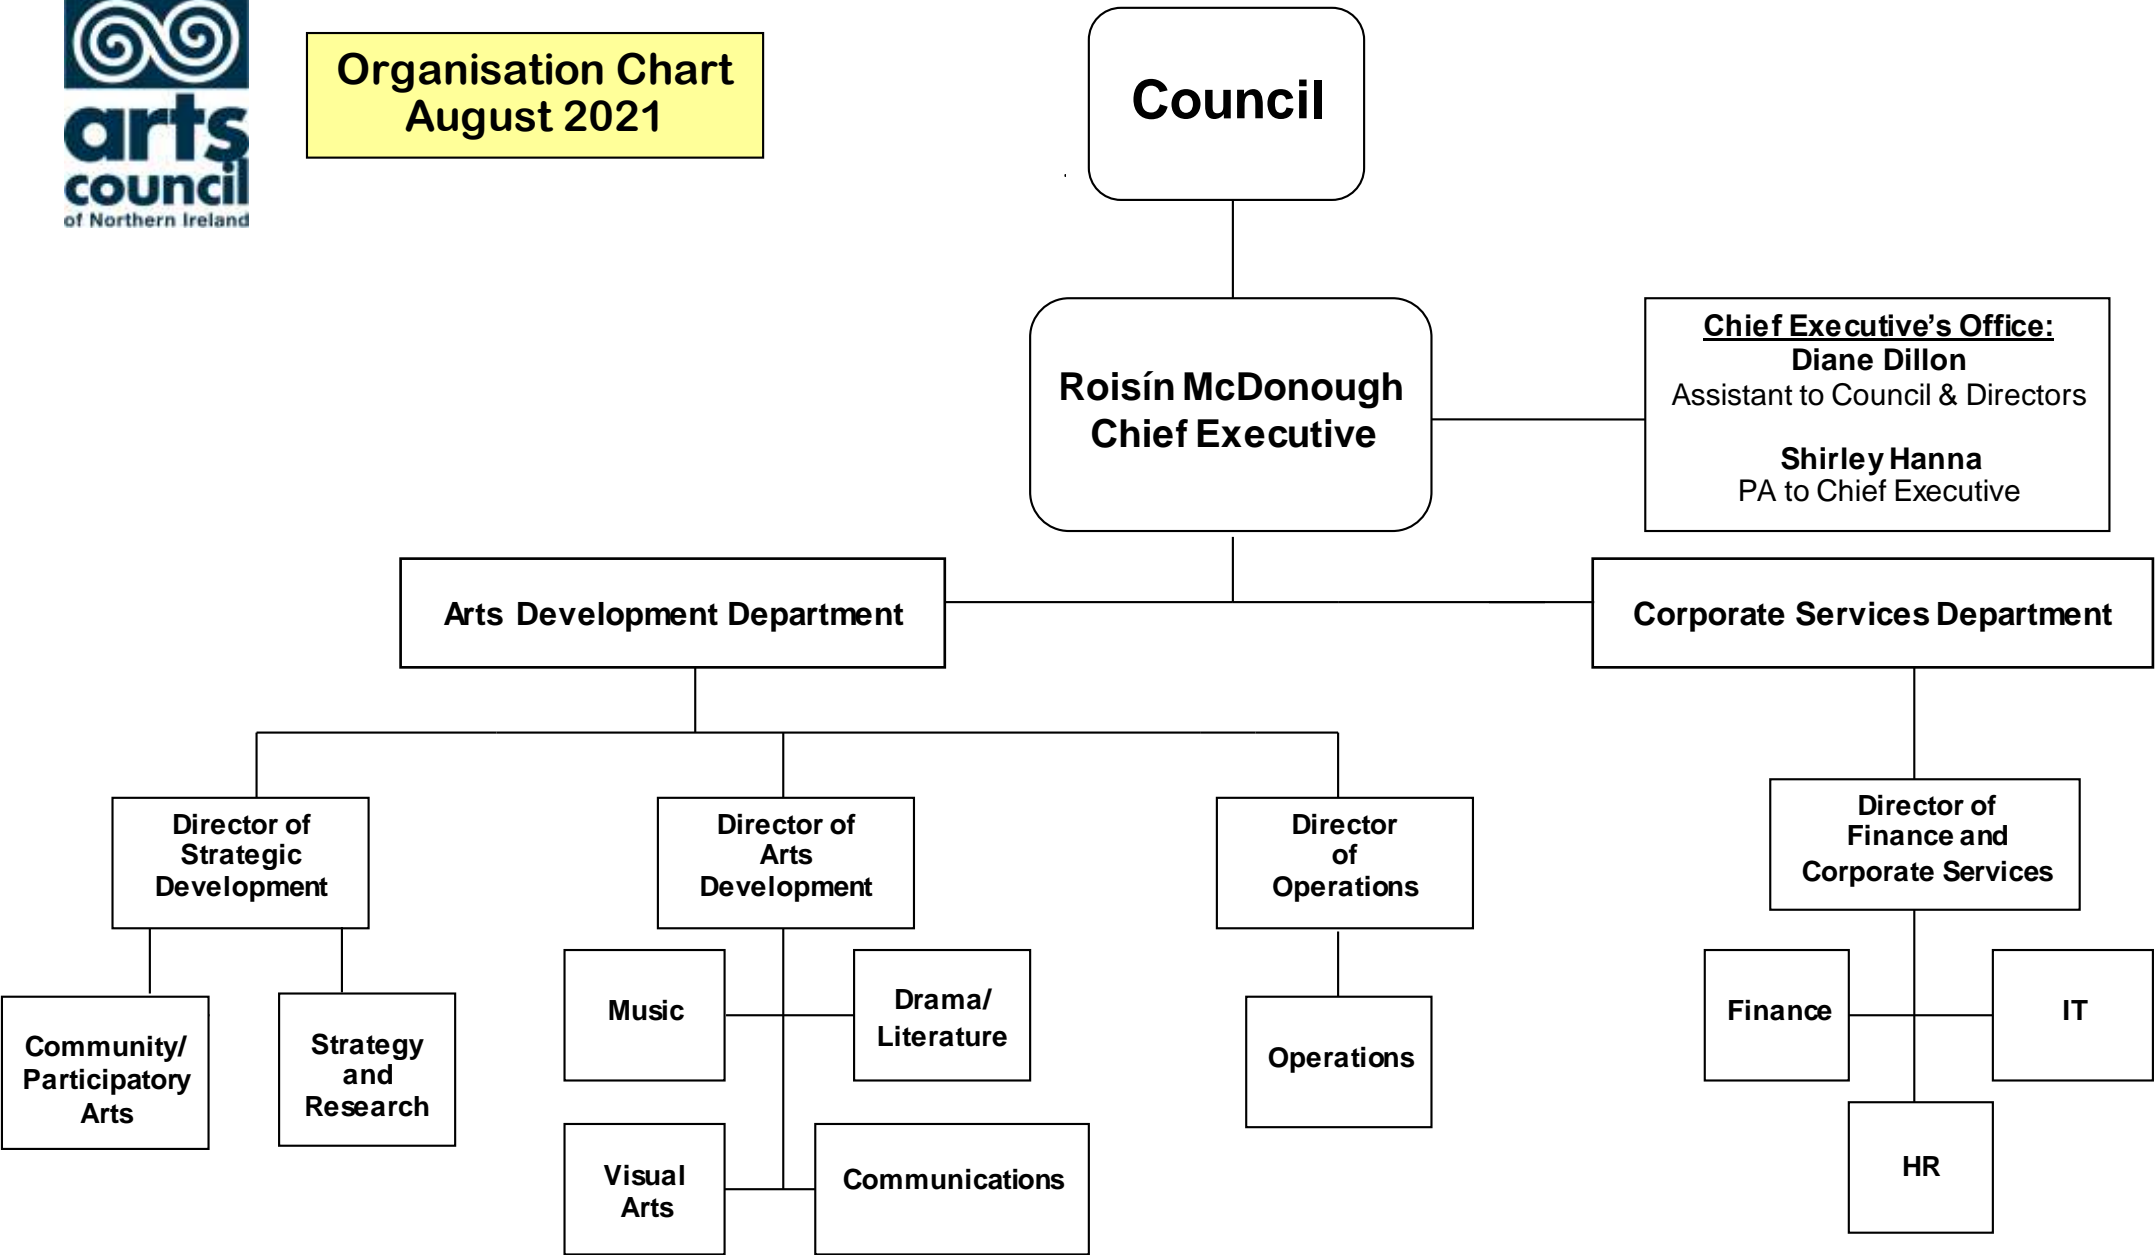 arts
council
of Northern Ireland
Organisation Chart
August 2021
Council
Roisín McDonough
Chief Executive
Chief Executive’s Office:
Diane Dillon
Assistant to Council & Directors
Shirley Hanna
PA to Chief Executive
Arts Development Department
Corporate Services Department
Director of
Strategic
Development
Director of
Arts
Development
Director
of
Operations
Director of
Finance and
Corporate Services
Community/
Participatory
Arts
Strategy
and
Research
Music
Drama/
Literature
Visual
Arts
Communications
Operations
Finance
IT
HR